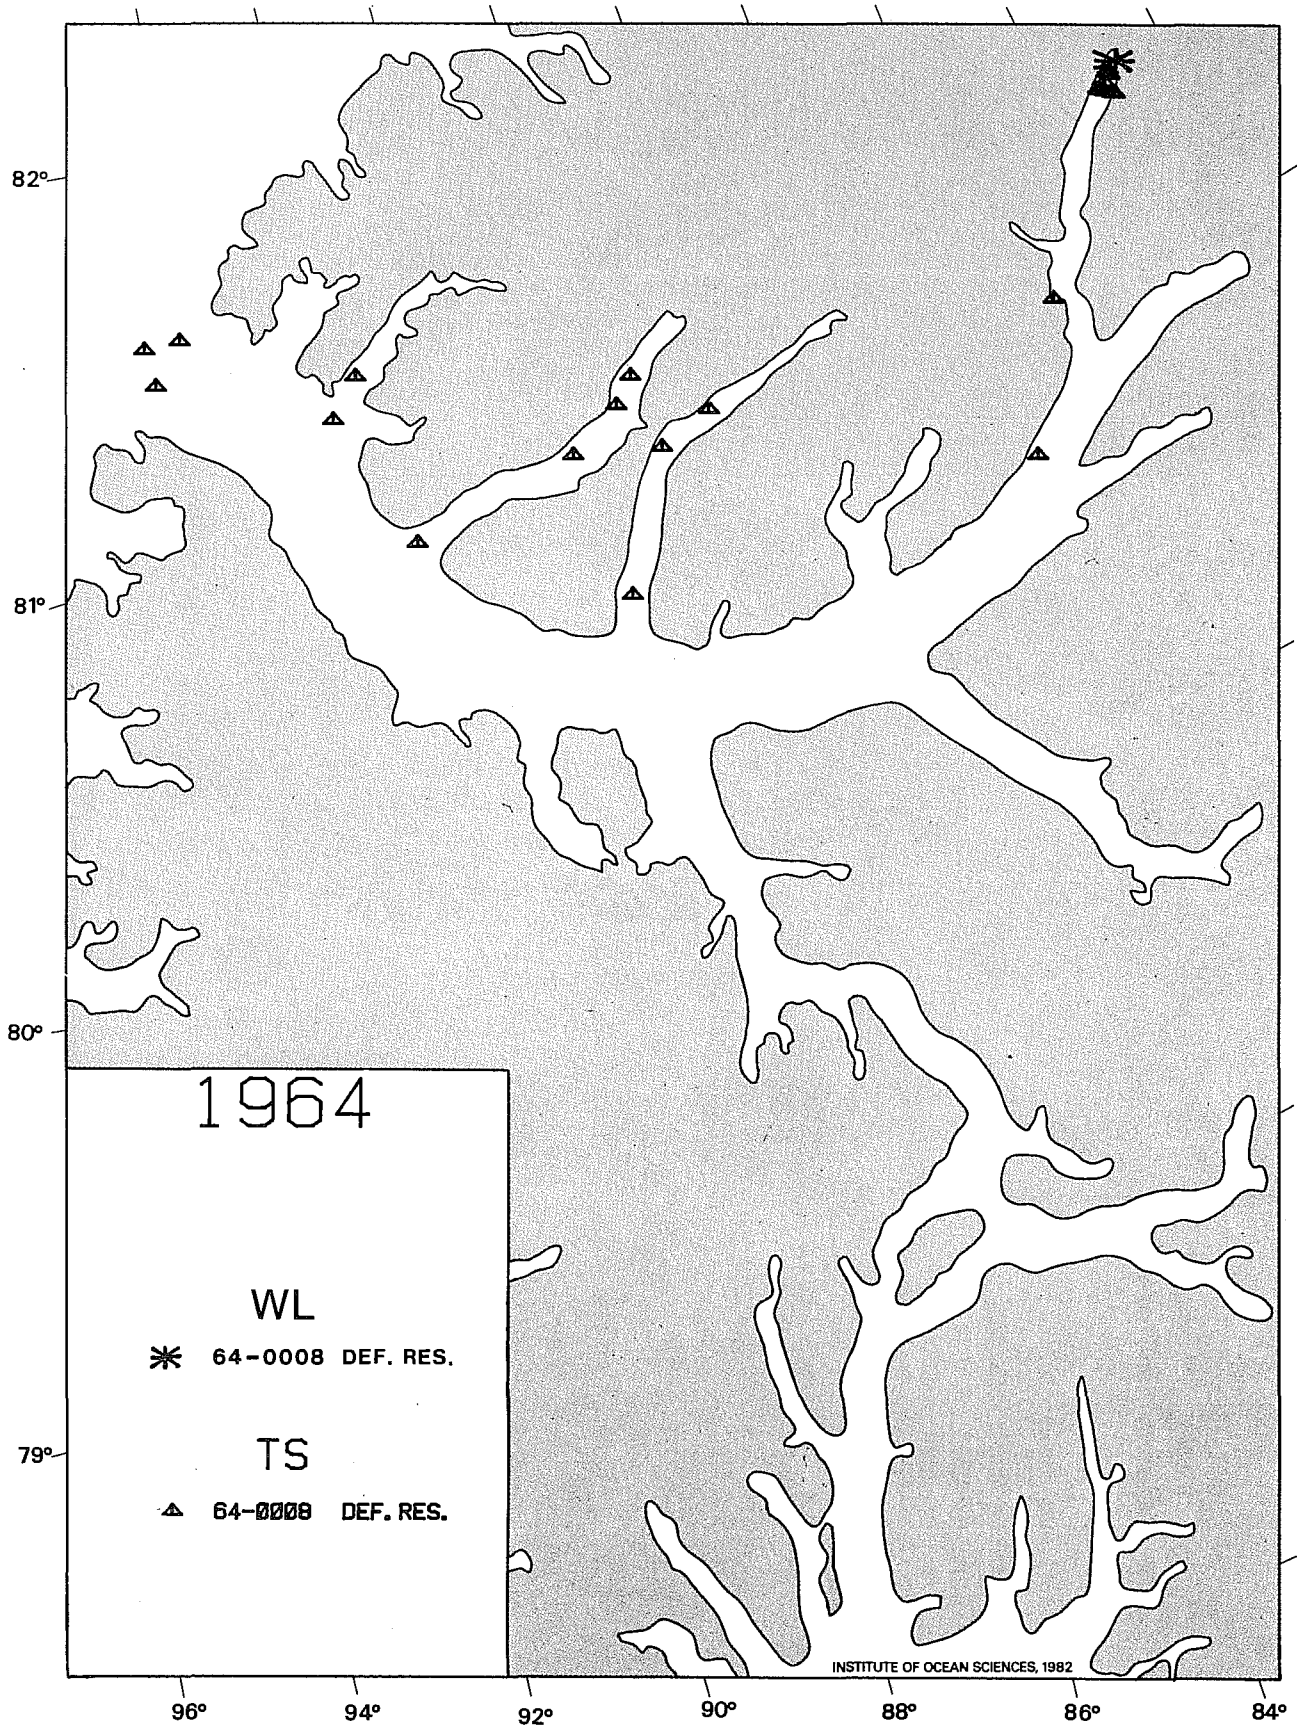 82°
81°
80°
1964
WL
64-0008 DEF. RES.
79°
TS
64-0008 DEF. RES.
INSTITUTE OF OCEAN SCIENCES, 1982
96° 94° 92° 90° 88° 86° 84°